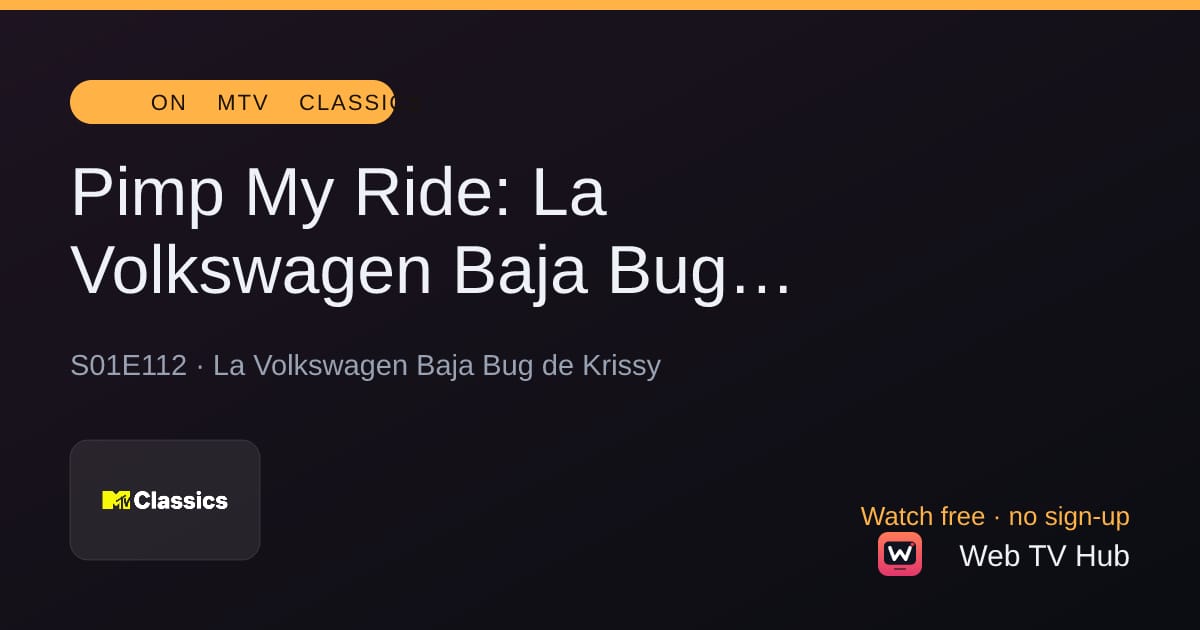 ON MTV CLASSIC
Pimp My Ride: La
Volkswagen Baja Bug…
S01E112 · La Volkswagen Baja Bug de Krissy
MTV Classics
Watch free · no sign-up
W Web TV Hub